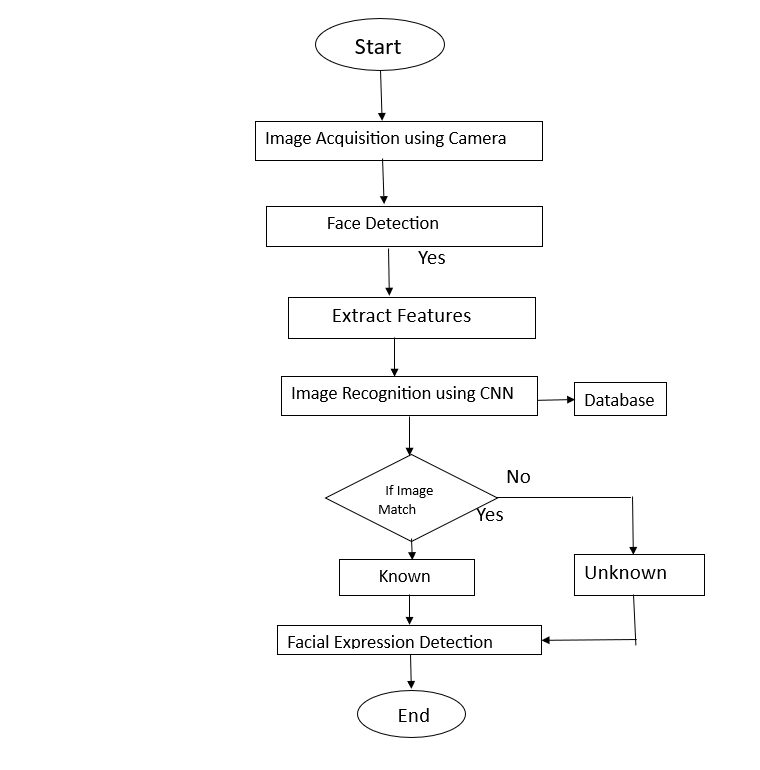 Start
Image Acquisition using Camera
Face Detection
Yes
Extract Features
Image Recognition using CNN
Database
If Image
Match
No
Yes
Known
Unknown
Facial Expression Detection
End